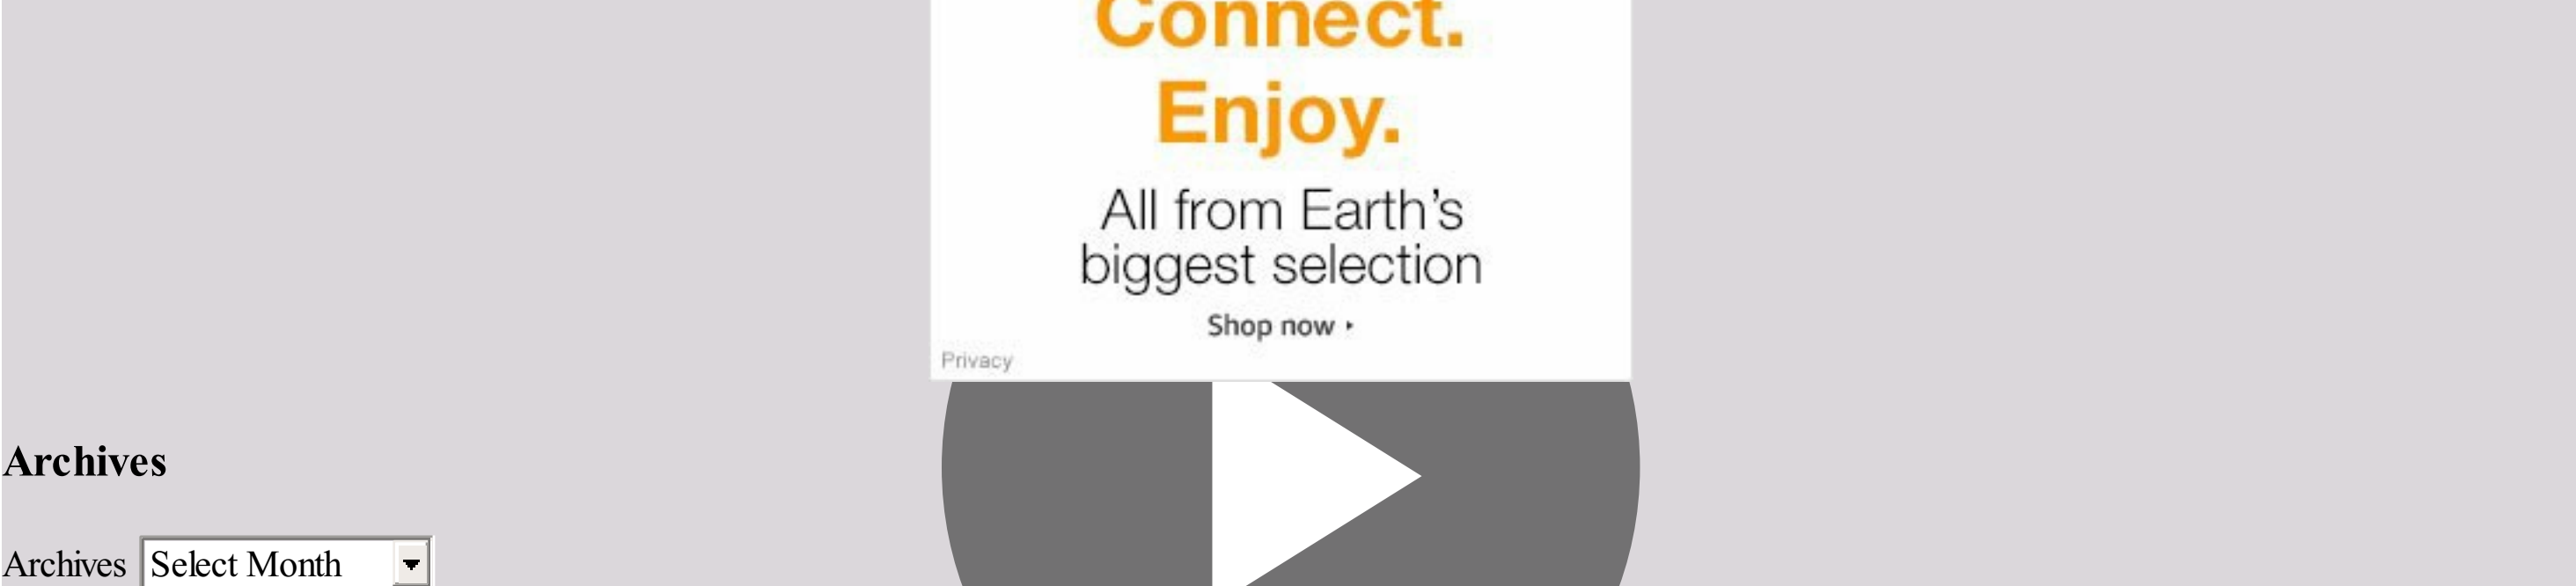 Connect.
Enjoy.
All from Earth’s
biggest selection
Shop now
Privacy
Archives
Archives Select Month